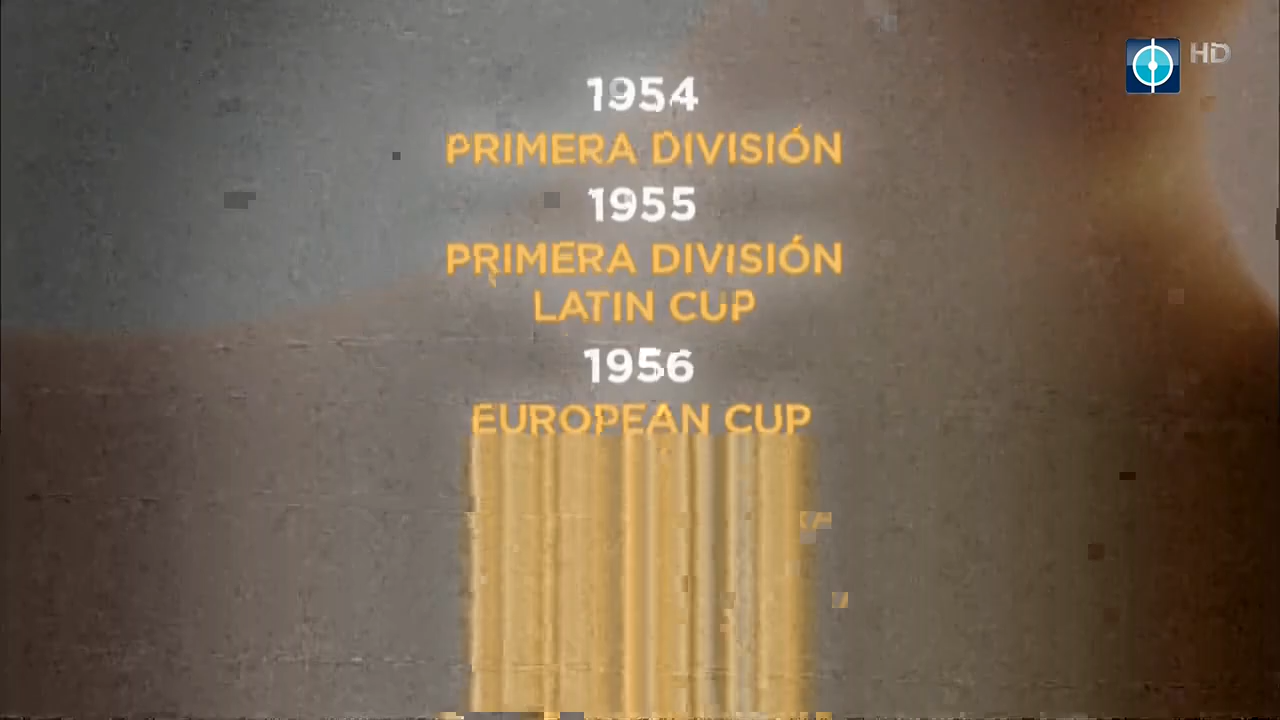 HD
1954
PRIMERA DIVISIÓN
1955
PRIMERA DIVISIÓN
LATIN CUP
1956
EUROPEAN CUP